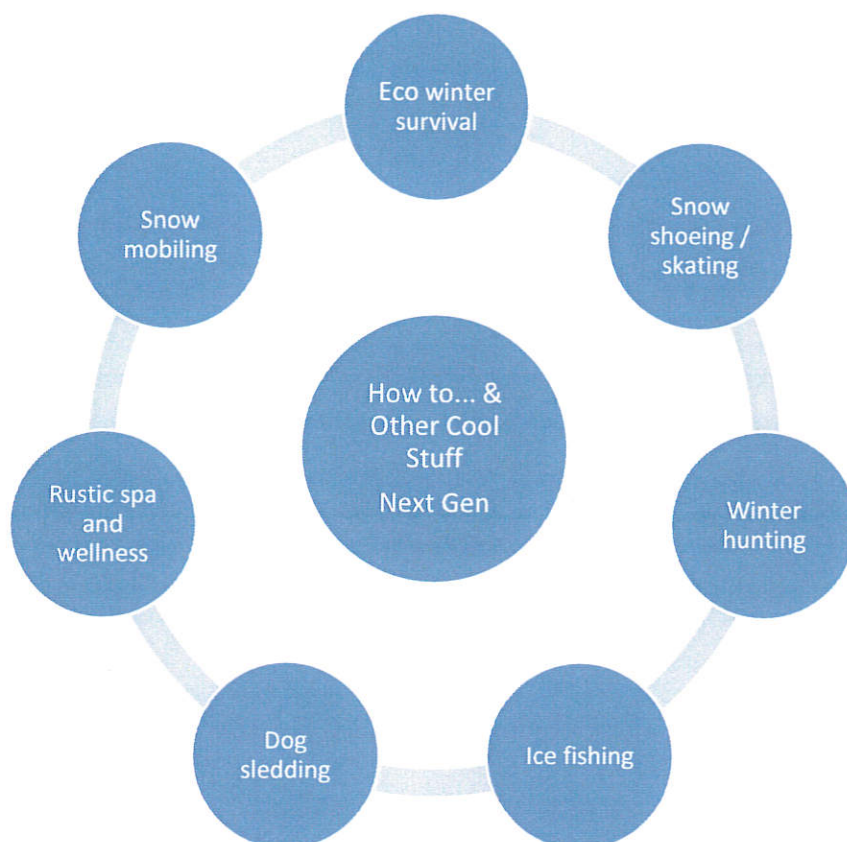 Eco winter
survival
Snow
shoeing /
skating
Winter
hunting
Ice fishing
Dog
sledding
Rustic spa
and
wellness
Snow
mobiling
How to... &
Other Cool
Stuff
Next Gen